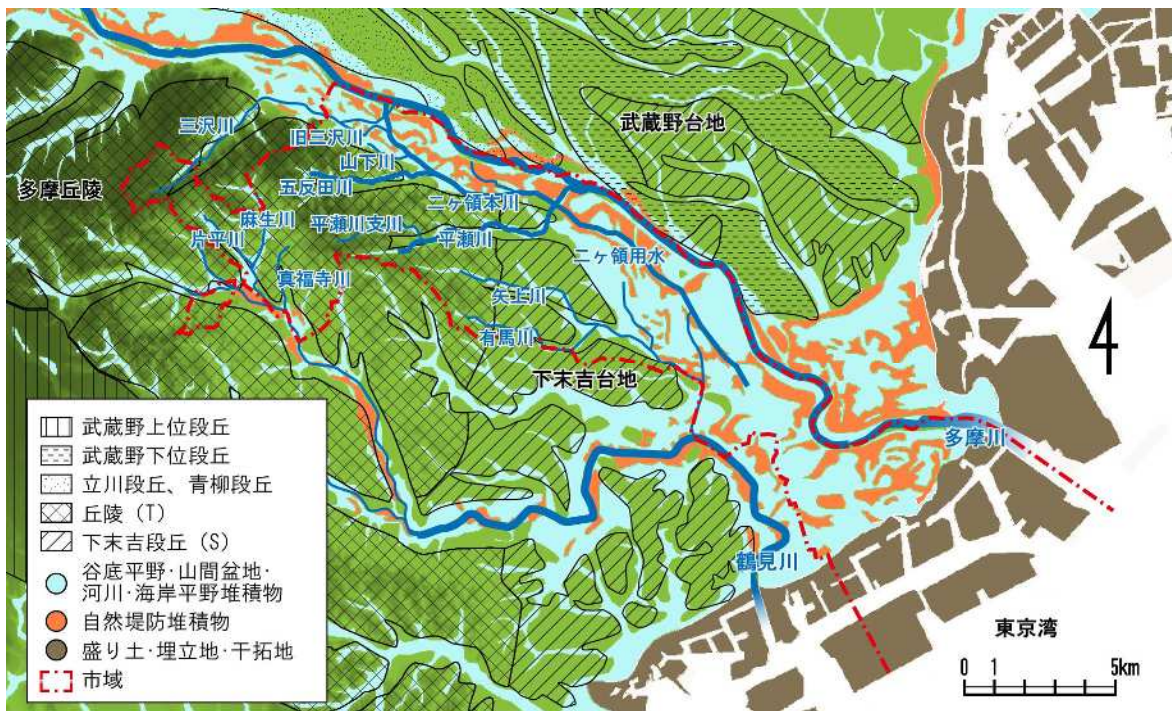 武蔵野台地
三沢川
旧三沢川
山下川
多摩丘陵
五反田川
二ヶ領本川
麻生川
平瀬川支川
片平川
平瀬川
二ヶ領用水
真福寺川
矢上川
有馬川
下末吉台地
多摩川
鶴見川
東京湾
0 1 5km
武蔵野上位段丘
武蔵野下位段丘
立川段丘、青柳段丘
丘陵(T)
下末吉段丘(S)
谷底平野・山間盆地・
河川・海岸平野堆積物
自然堤防堆積物
盛り土・埋立地・干拓地
市域